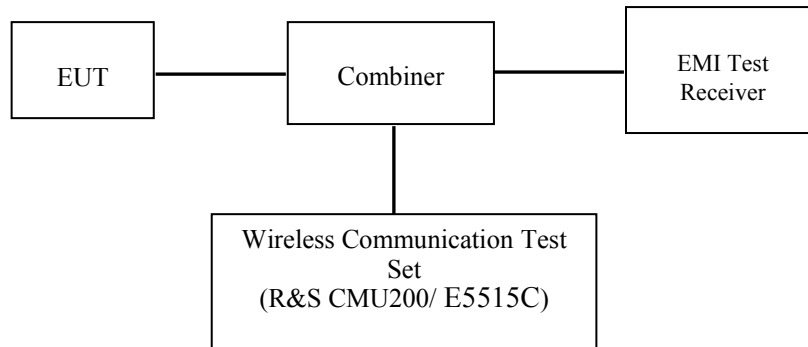 EUT
Combiner
EMI Test
Receiver
Wireless Communication Test
Set
(R&S CMU200/ E5515C)